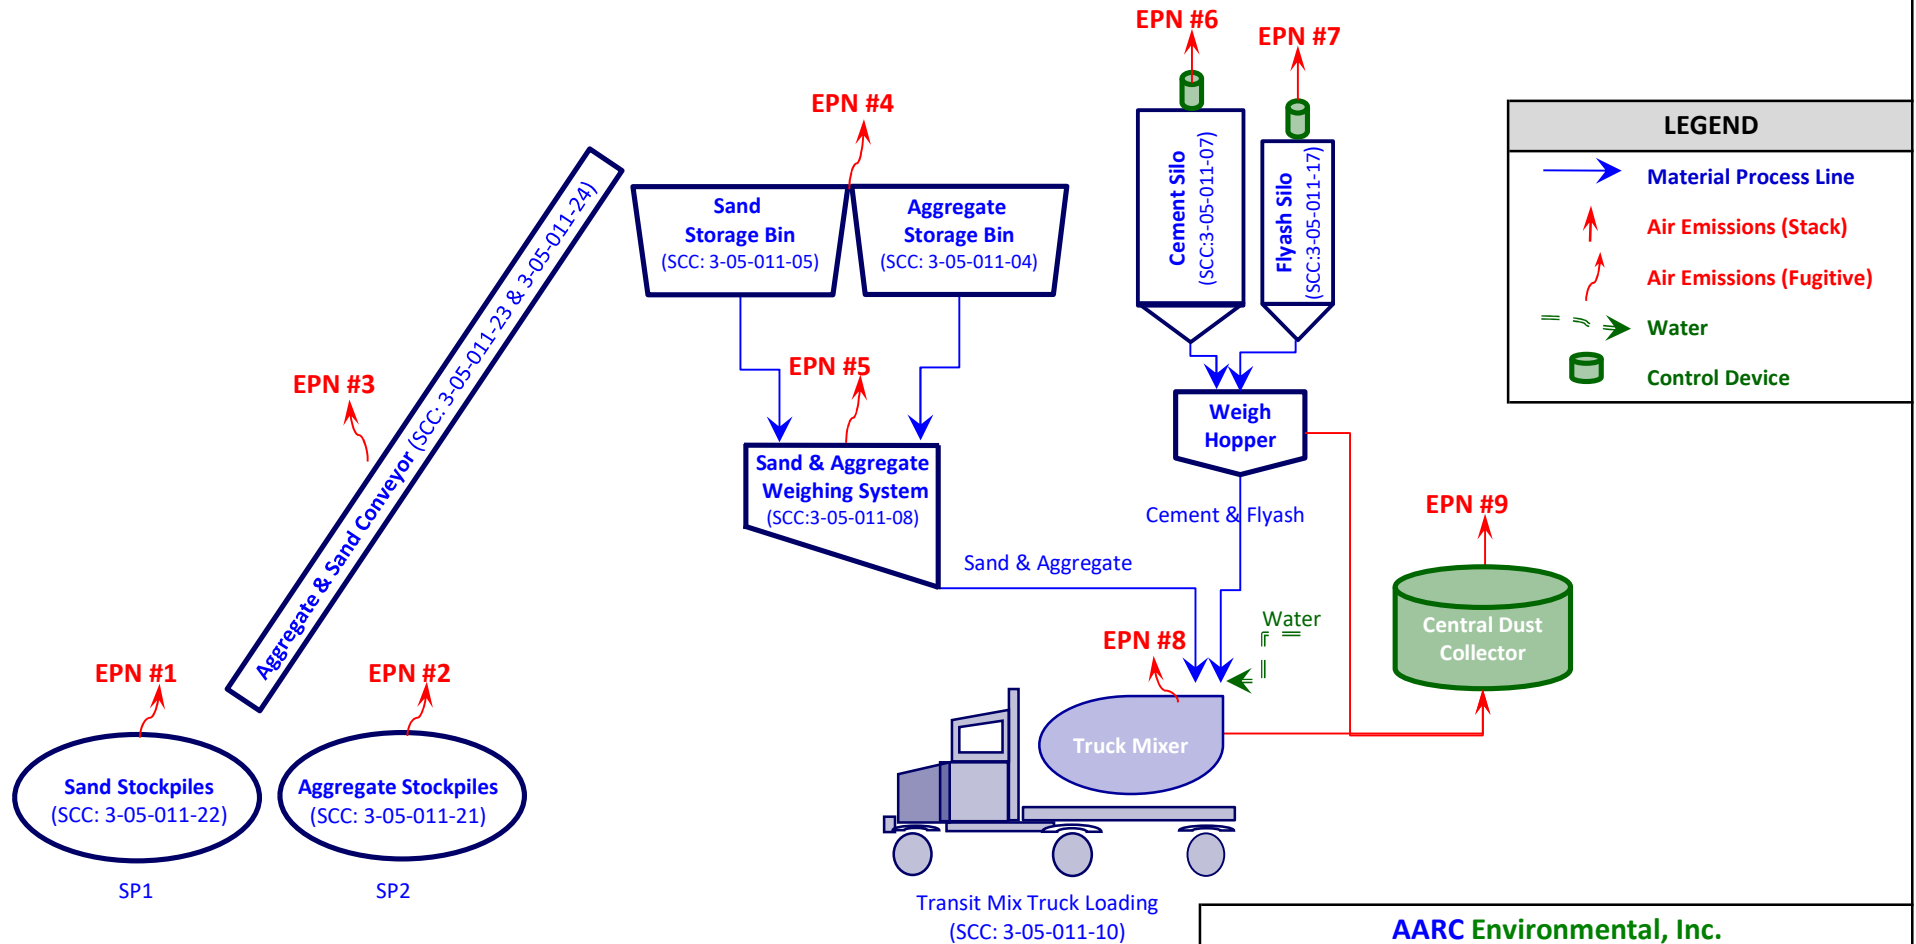 EPN #6
EPN #7
EPN #4
LEGEND
Material Process Line
Air Emissions (Stack)
Air Emissions (Fugitive)
Water
Control Device
Cement Silo
(SCC:3-05-011-07)
Flyash Silo
(SCC:3-05-011-17)
Sand
Storage Bin
(SCC: 3-05-011-05)
Aggregate
Storage Bin
(SCC: 3-05-011-04)
EPN #3
Aggregate & Sand Conveyor (SCC: 3-05-011-23 & 3-05-011-24)
EPN #5
Weigh
Hopper
Sand & Aggregate
Weighing System
(SCC:3-05-011-08)
Cement & Flyash
Sand & Aggregate
EPN #9
Central Dust
Collector
Water
EPN #8
Truck Mixer
EPN #1
EPN #2
Sand Stockpiles
(SCC: 3-05-011-22)
Aggregate Stockpiles
(SCC: 3-05-011-21)
SP1
SP2
Transit Mix Truck Loading
(SCC: 3-05-011-10)
AARC Environmental, Inc.